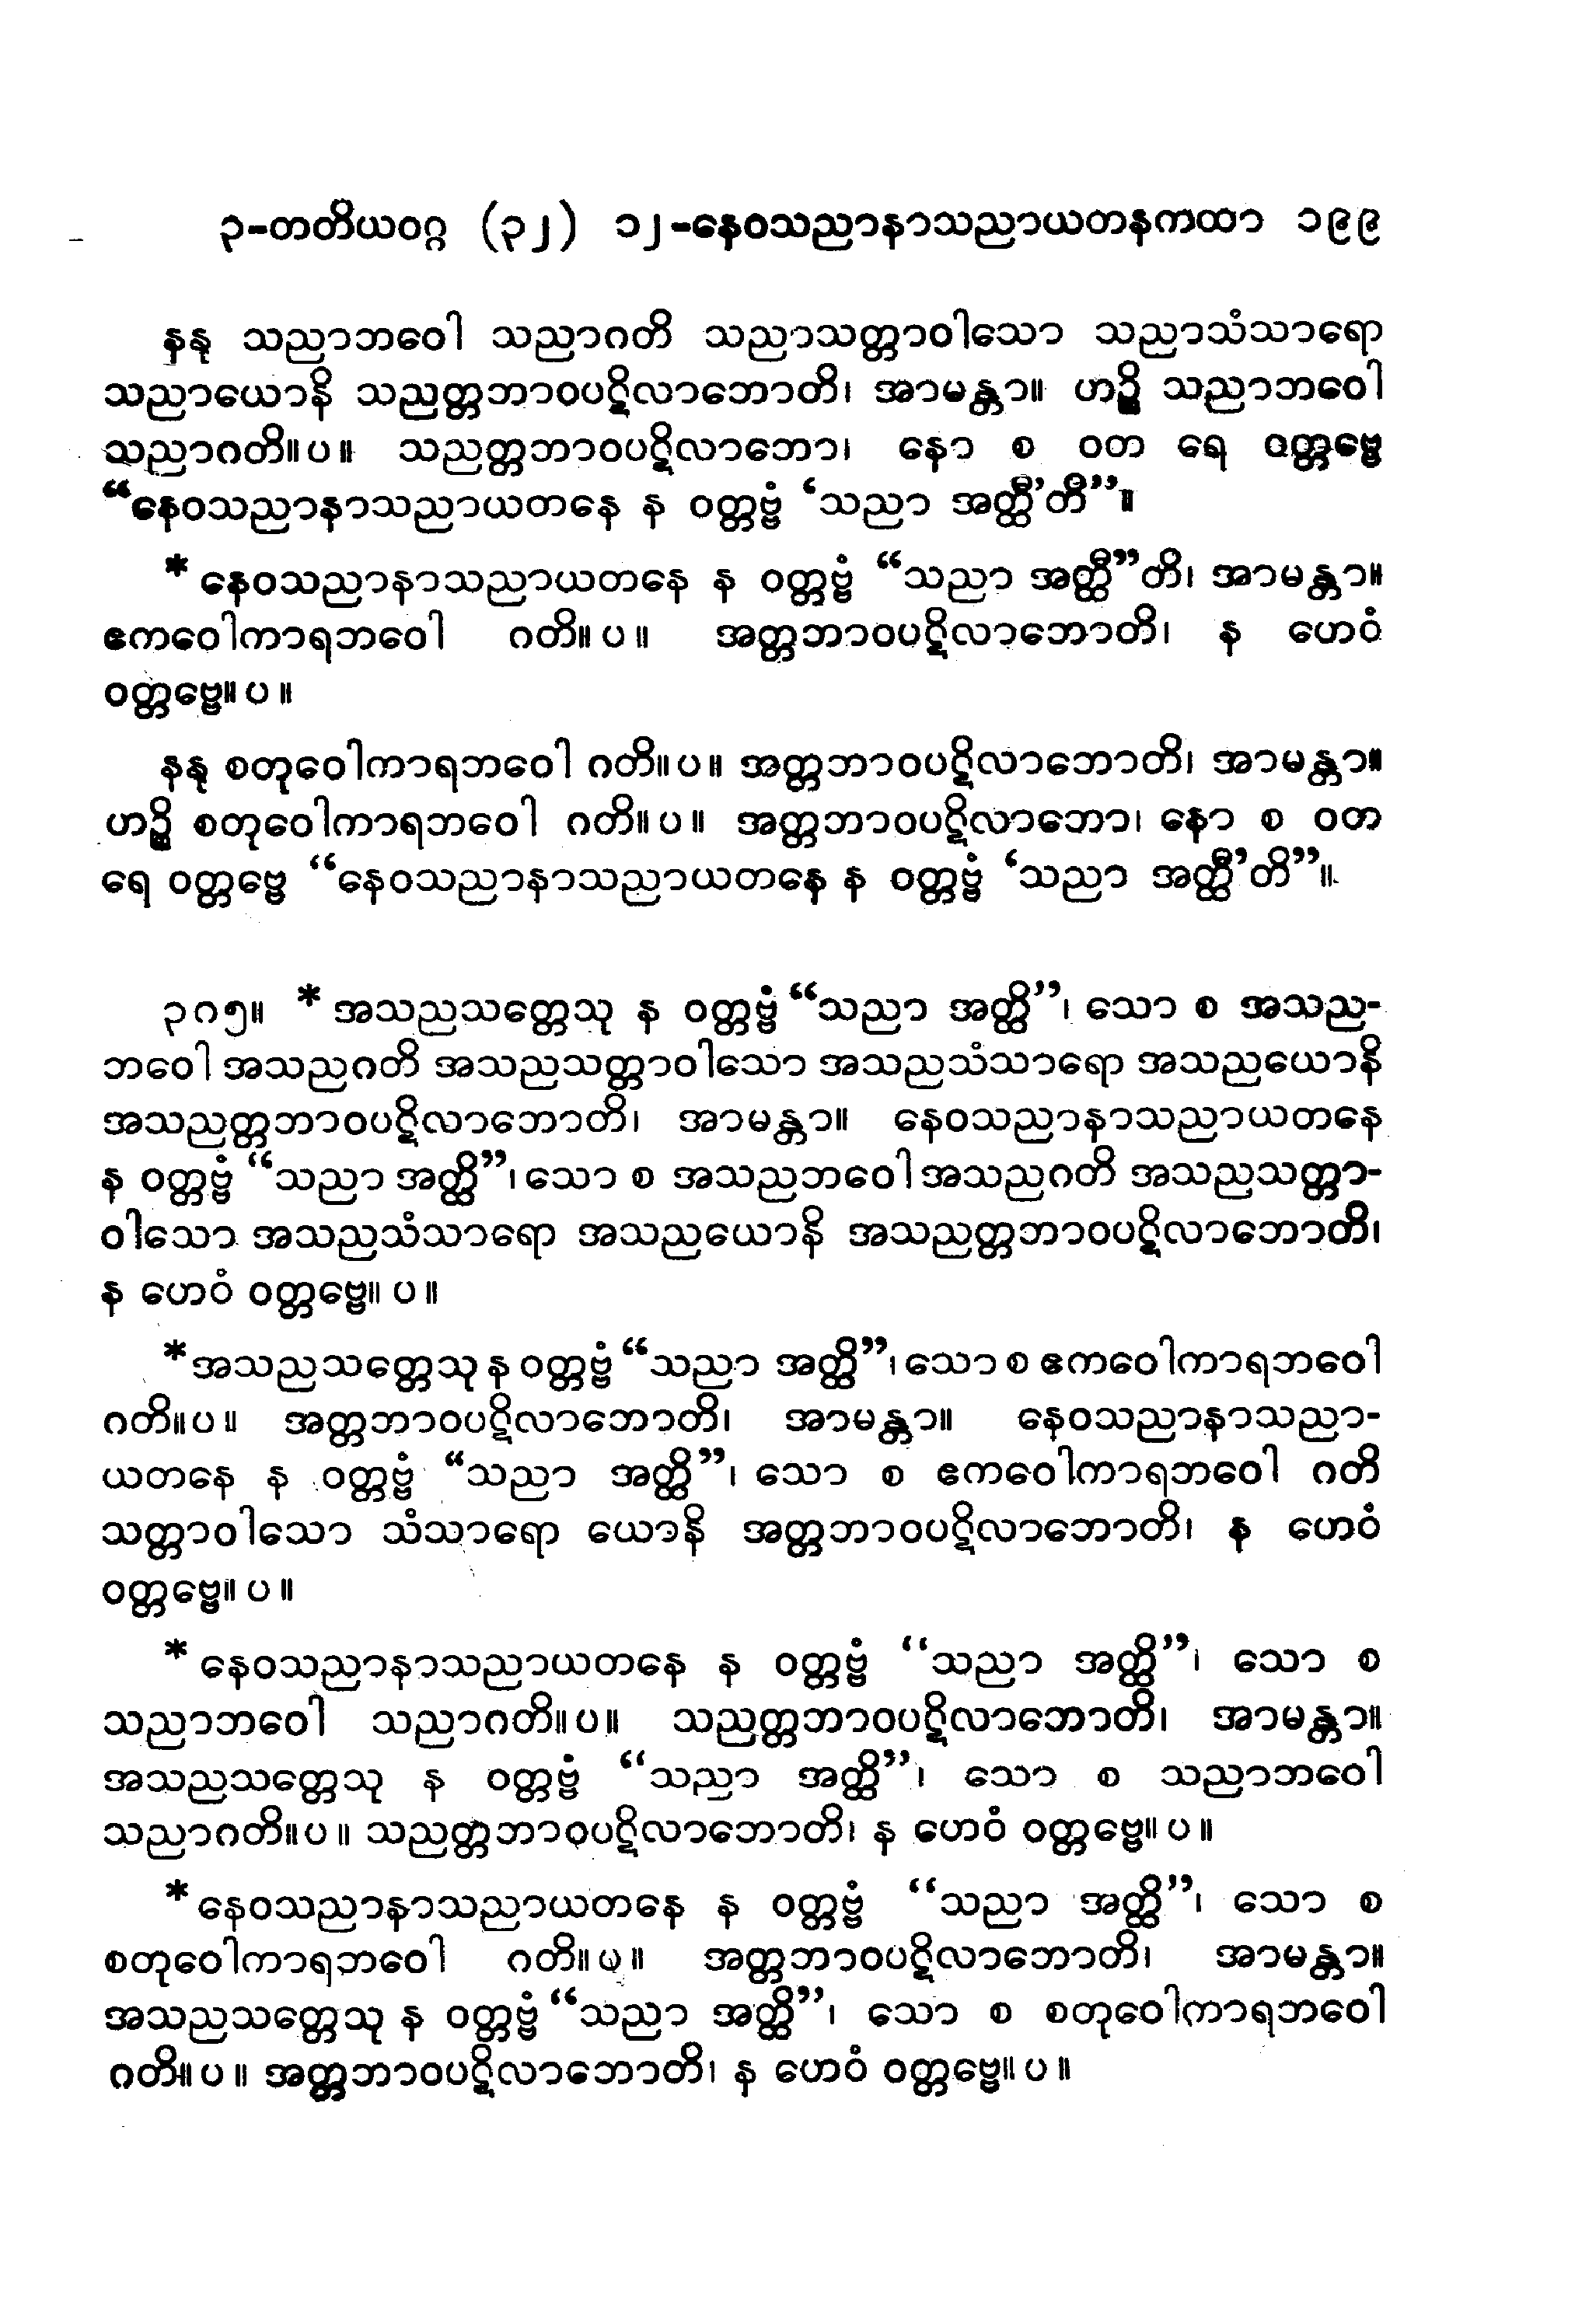 ၃-တတိယဝဂ္ဂ (၃၂) ၁၂-နေဝသညာနာသညာယတနကထာ ၁၉၉
နနု သညာဘဝေါ သညာဂတိ သညာသတ္တာဝါသော သညာသံသာရော
သညာယောနိ သညတ္တဘာဝပဋိလာဘောတိ၊ အာမန္တာ။ ဟဉ္စိ သညာဘဝေါ
သညာဂတိ။ပ။ သညတ္တဘာဝပဋိလာဘော၊ နော စ ဝတ ရေ ဝတ္တဗ္ဗေ
“နေဝသညာနာသညာယတနေ န ဝတ္တဗ္ဗံ ‘သညာ အတ္ထီ’တိ”။
* နေဝသညာနာသညာယတနေ န ဝတ္တဗ္ဗံ “သညာ အတ္ထီ”တိ၊ အာမန္တာ။
ဧကဝေါကာရဘဝေါ ဂတိ။ပ။ အတ္တဘာဝပဋိလာဘောတိ၊ န ဟေဝံ
ဝတ္တဗ္ဗေ။ပ။
နနု စတုဝေါကာရဘဝေါ ဂတိ။ပ။ အတ္တဘာဝပဋိလာဘောတိ၊ အာမန္တာ။
ဟဉ္စိ စတုဝေါကာရဘဝေါ ဂတိ။ပ။ အတ္တဘာဝပဋိလာဘော၊ နော စ ဝတ
ရေ ဝတ္တဗ္ဗေ “နေဝသညာနာသညာယတနေ န ဝတ္တဗ္ဗံ ‘သညာ အတ္ထီ’တိ”။
၃၈၅။ * အသညသတ္တေသု န ဝတ္တဗ္ဗံ “သညာ အတ္ထိ”၊ သော စ အသည-
ဘဝေါ အသညဂတိ အသညသတ္တာဝါသော အသညသံသာရော အသညယောနိ
အသညတ္တဘာဝပဋိလာဘောတိ၊ အာမန္တာ။ နေဝသညာနာသညာယတနေ
န ဝတ္တဗ္ဗံ “သညာ အတ္ထိ”၊ သော စ အသညဘဝေါ အသညဂတိ အသညသတ္တာ-
ဝါသော အသညသံသာရော အသညယောနိ အသညတ္တဘာဝပဋိလာဘောတိ၊
န ဟေဝံ ဝတ္တဗ္ဗေ။ ပ။
* အသညသတ္တေသု န ဝတ္တဗ္ဗံ “သညာ အတ္ထိ”၊ သော စ ဧကဝေါကာရဘဝေါ
ဂတိ။ပ။ အတ္တဘာဝပဋိလာဘောတိ၊ အာမန္တာ။ နေဝသညာနာသညာ-
ယတနေ န ဝတ္တဗ္ဗံ “သညာ အတ္ထိ”၊ သော စ ဧကဝေါကာရဘဝေါ ဂတိ
သတ္တာဝါသော သံသာရော ယောနိ အတ္တဘာဝပဋိလာဘောတိ၊ န ဟေဝံ
ဝတ္တဗ္ဗေ။ပ။
* နေဝသညာနာသညာယတနေ န ဝတ္တဗ္ဗံ “သညာ အတ္ထိ”၊ သော စ
သညာဘဝေါ သညာဂတိ။ပ။ သညတ္တဘာဝပဋိလာဘောတိ၊ အာမန္တာ။
အသညသတ္တေသု န ဝတ္တဗ္ဗံ “သညာ အတ္ထိ”၊ သော စ သညာဘဝေါ
သညာဂတိ။ပ။ သညတ္တဘာဝပဋိလာဘောတိ၊ န ဟေဝံ ဝတ္တဗ္ဗေ။ပ။
* နေဝသညာနာသညာယတနေ န ဝတ္တဗ္ဗံ “သညာ အတ္ထိ”၊ သော စ
စတုဝေါကာရဘဝေါ ဂတိ။ပ။ အတ္တဘာဝပဋိလာဘောတိ၊ အာမန္တာ။
အသညသတ္တေသု န ဝတ္တဗ္ဗံ “သညာ အတ္ထိ”၊ သော စ စတုဝေါကာရဘဝေါ
ဂတိ။ပ။ အတ္တဘာဝပဋိလာဘောတိ၊ န ဟေဝံ ဝတ္တဗ္ဗေ။ပ။